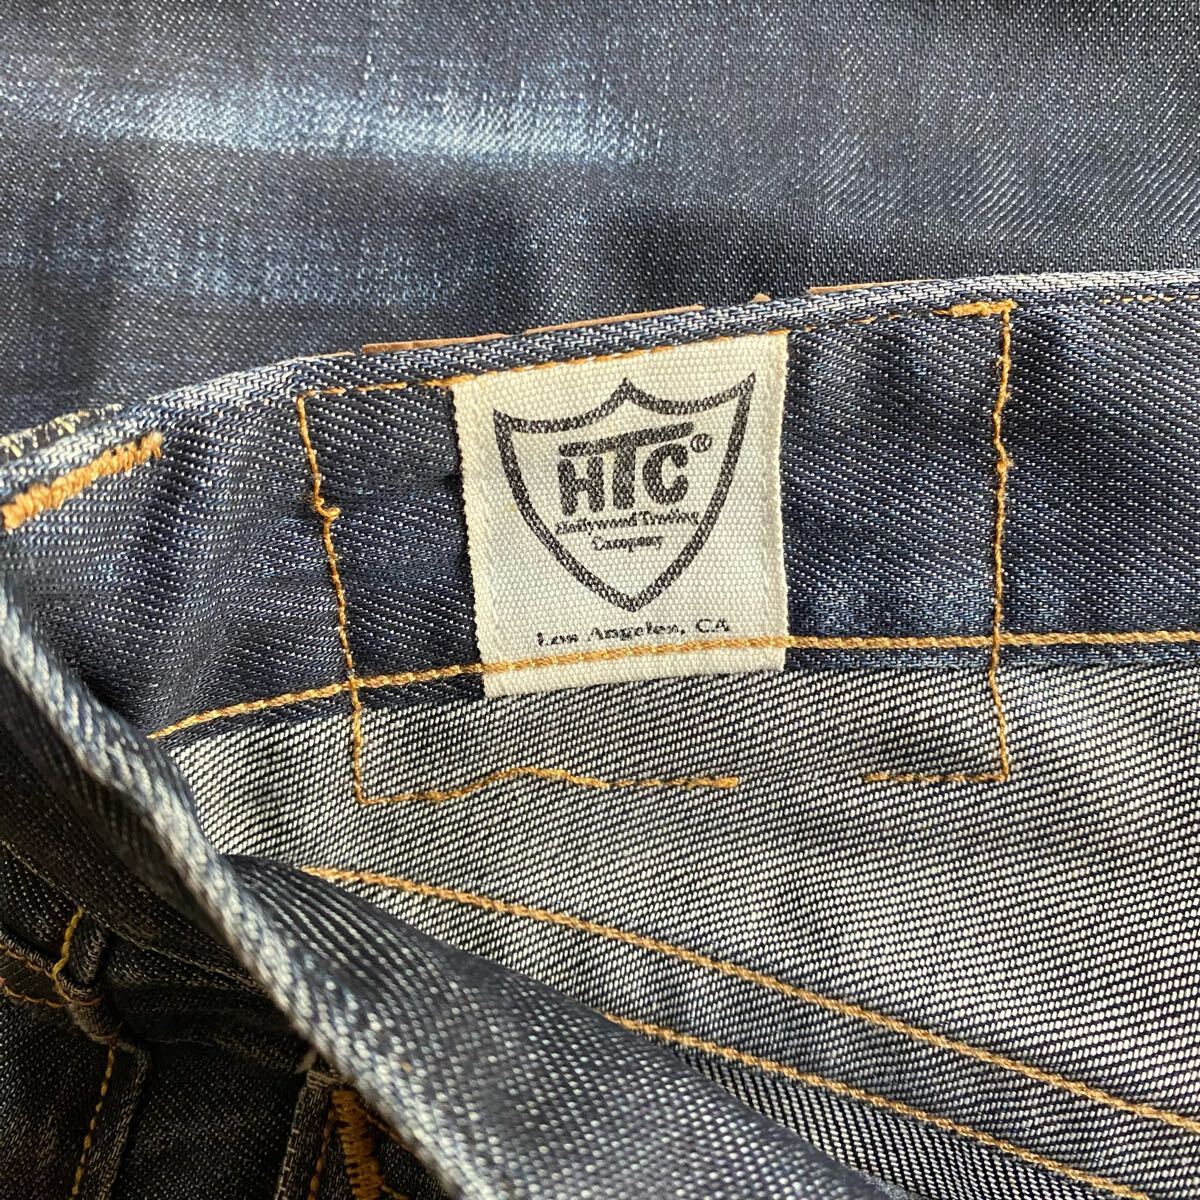 HTC®
Hollywood Trading
Company
Los Angeles, CA